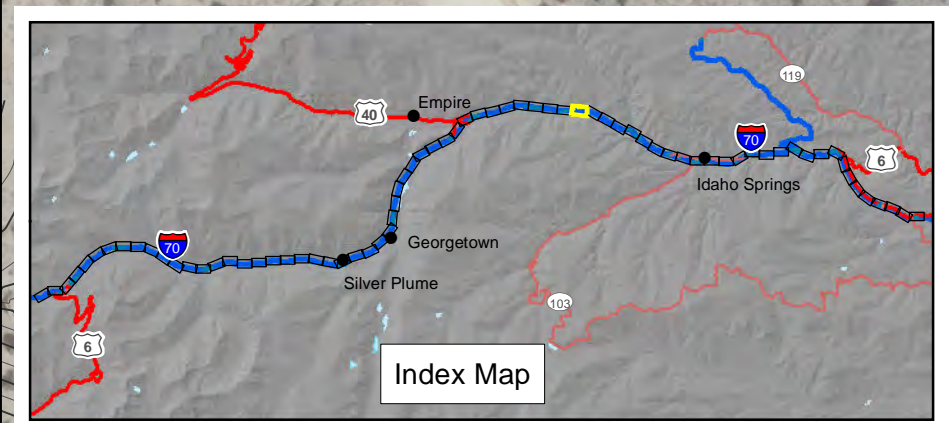 119
Empire
40
70
6
Idaho Springs
Georgetown
70
Silver Plume
103
6
Index Map